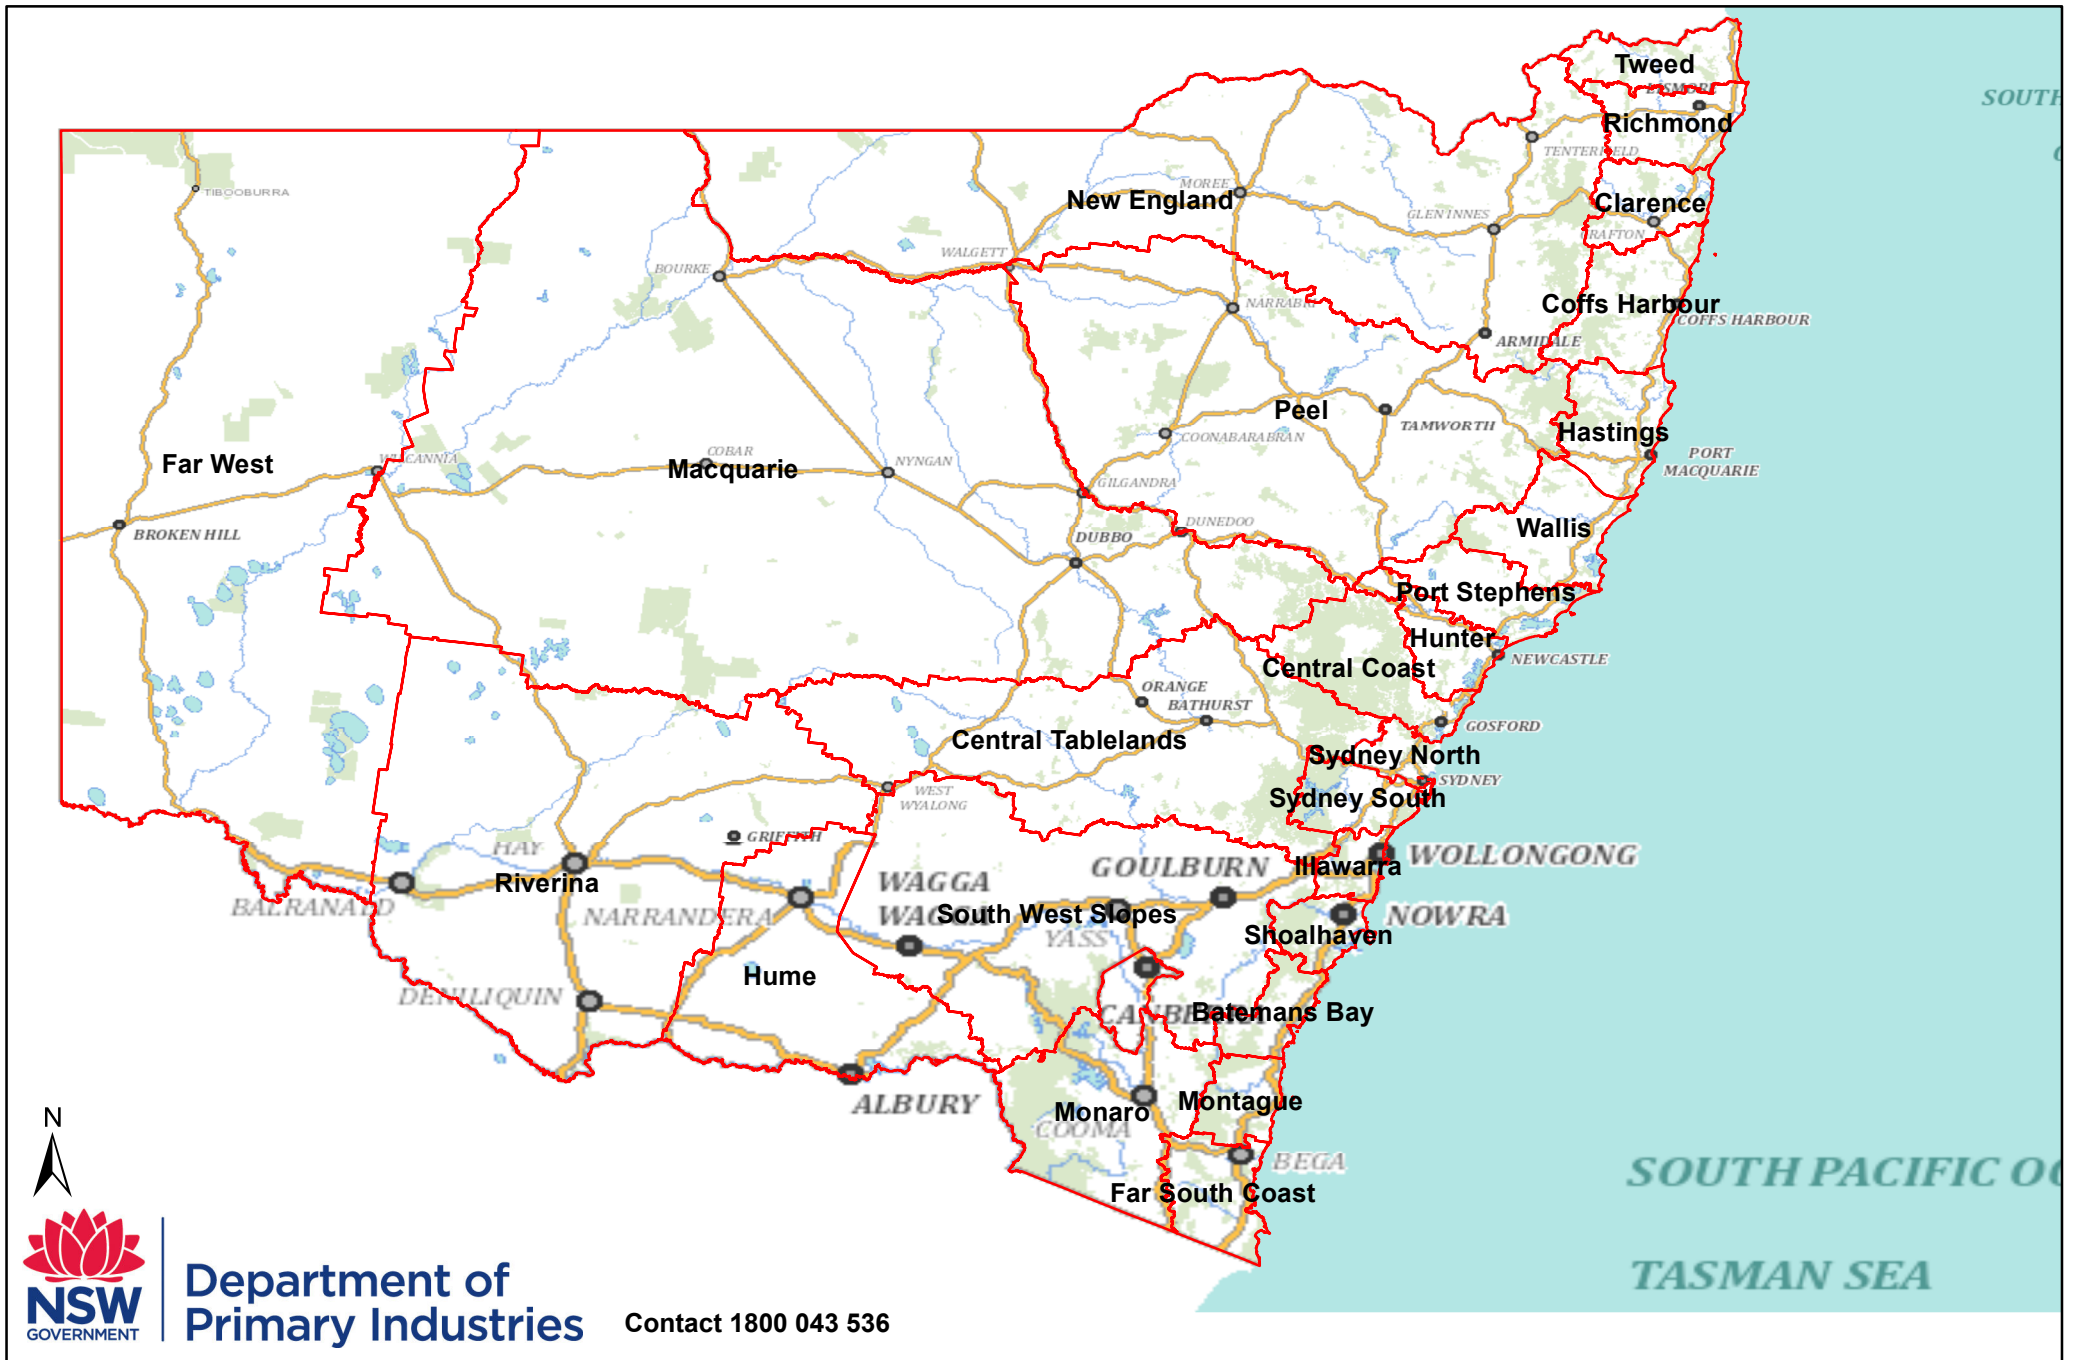 Tweed
LISMORE
SOUTH
Richmond
TENTERFIELD
TIBOOBURRA
MOREE
New England
Clarence
GLEN INNES
GRAFTON
WALGETT
BOURKE
NARRABRI
Coffs Harbour
COFFS HARBOUR
ARMIDALE
Peel
TAMWORTH
COONABARABRAN
Hastings
PORT
MACQUARIE
Far West
WILCANNIA
COBAR
Macquarie
NYNGAN
GILGANDRA
DUNEDOO
Wallis
BROKEN HILL
DUBBO
Port Stephens
Hunter
NEWCASTLE
Central Coast
ORANGE
BATHURST
GOSFORD
Central Tablelands
Sydney North
SYDNEY
WEST
WYALONG
Sydney South
GRIFFITH
HAY
WOLLONGONG
GOULBURN
Illawarra
Riverina
WAGGA
WAGGA
BALRANALD
NARRANDERA
South West Slopes
NOWRA
YASS
Shoalhaven
Hume
DENILIQUIN
CANBERRA
Batemans Bay
ALBURY
Monaro
Montague
COOMA
BEGA
Far South Coast
SOUTH PACIFIC OC
TASMAN SEA
N
NSW
GOVERNMENT
Department of
Primary Industries
Contact 1800 043 536